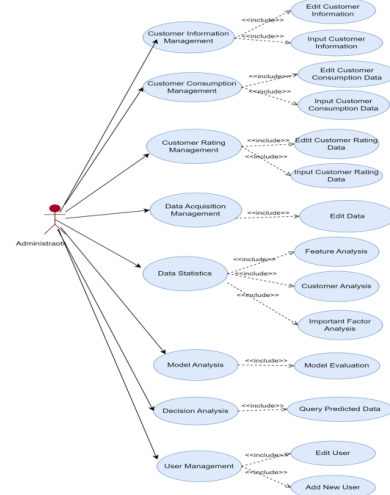 Edit Customer
Information
<<include>>
Customer Information
Management
Input Customer
Information
<<include>>
Edit Customer
Consumption Data
<<include>>
Customer Consumption
Management
<<include>>
Input Customer
Consumption Data
Customer Rating
Management
<<include>>
Edtit Customer Rating
Data
<<include>>
Input Customer Rating
Data
Data Acquisition
Management
<<include>>
Edit Data
Administraotr
Feature Analysis
<<include>>
Data Statistics
<<include>>
Customer Analysis
<<include>>
Important Factor
Analysis
Model Analysis
<<include>>
Model Evaluation
Decision Analysis
<<include>>
Query Predicted Data
Edit User
<<include>>
User Management
<<include>>
Add New User